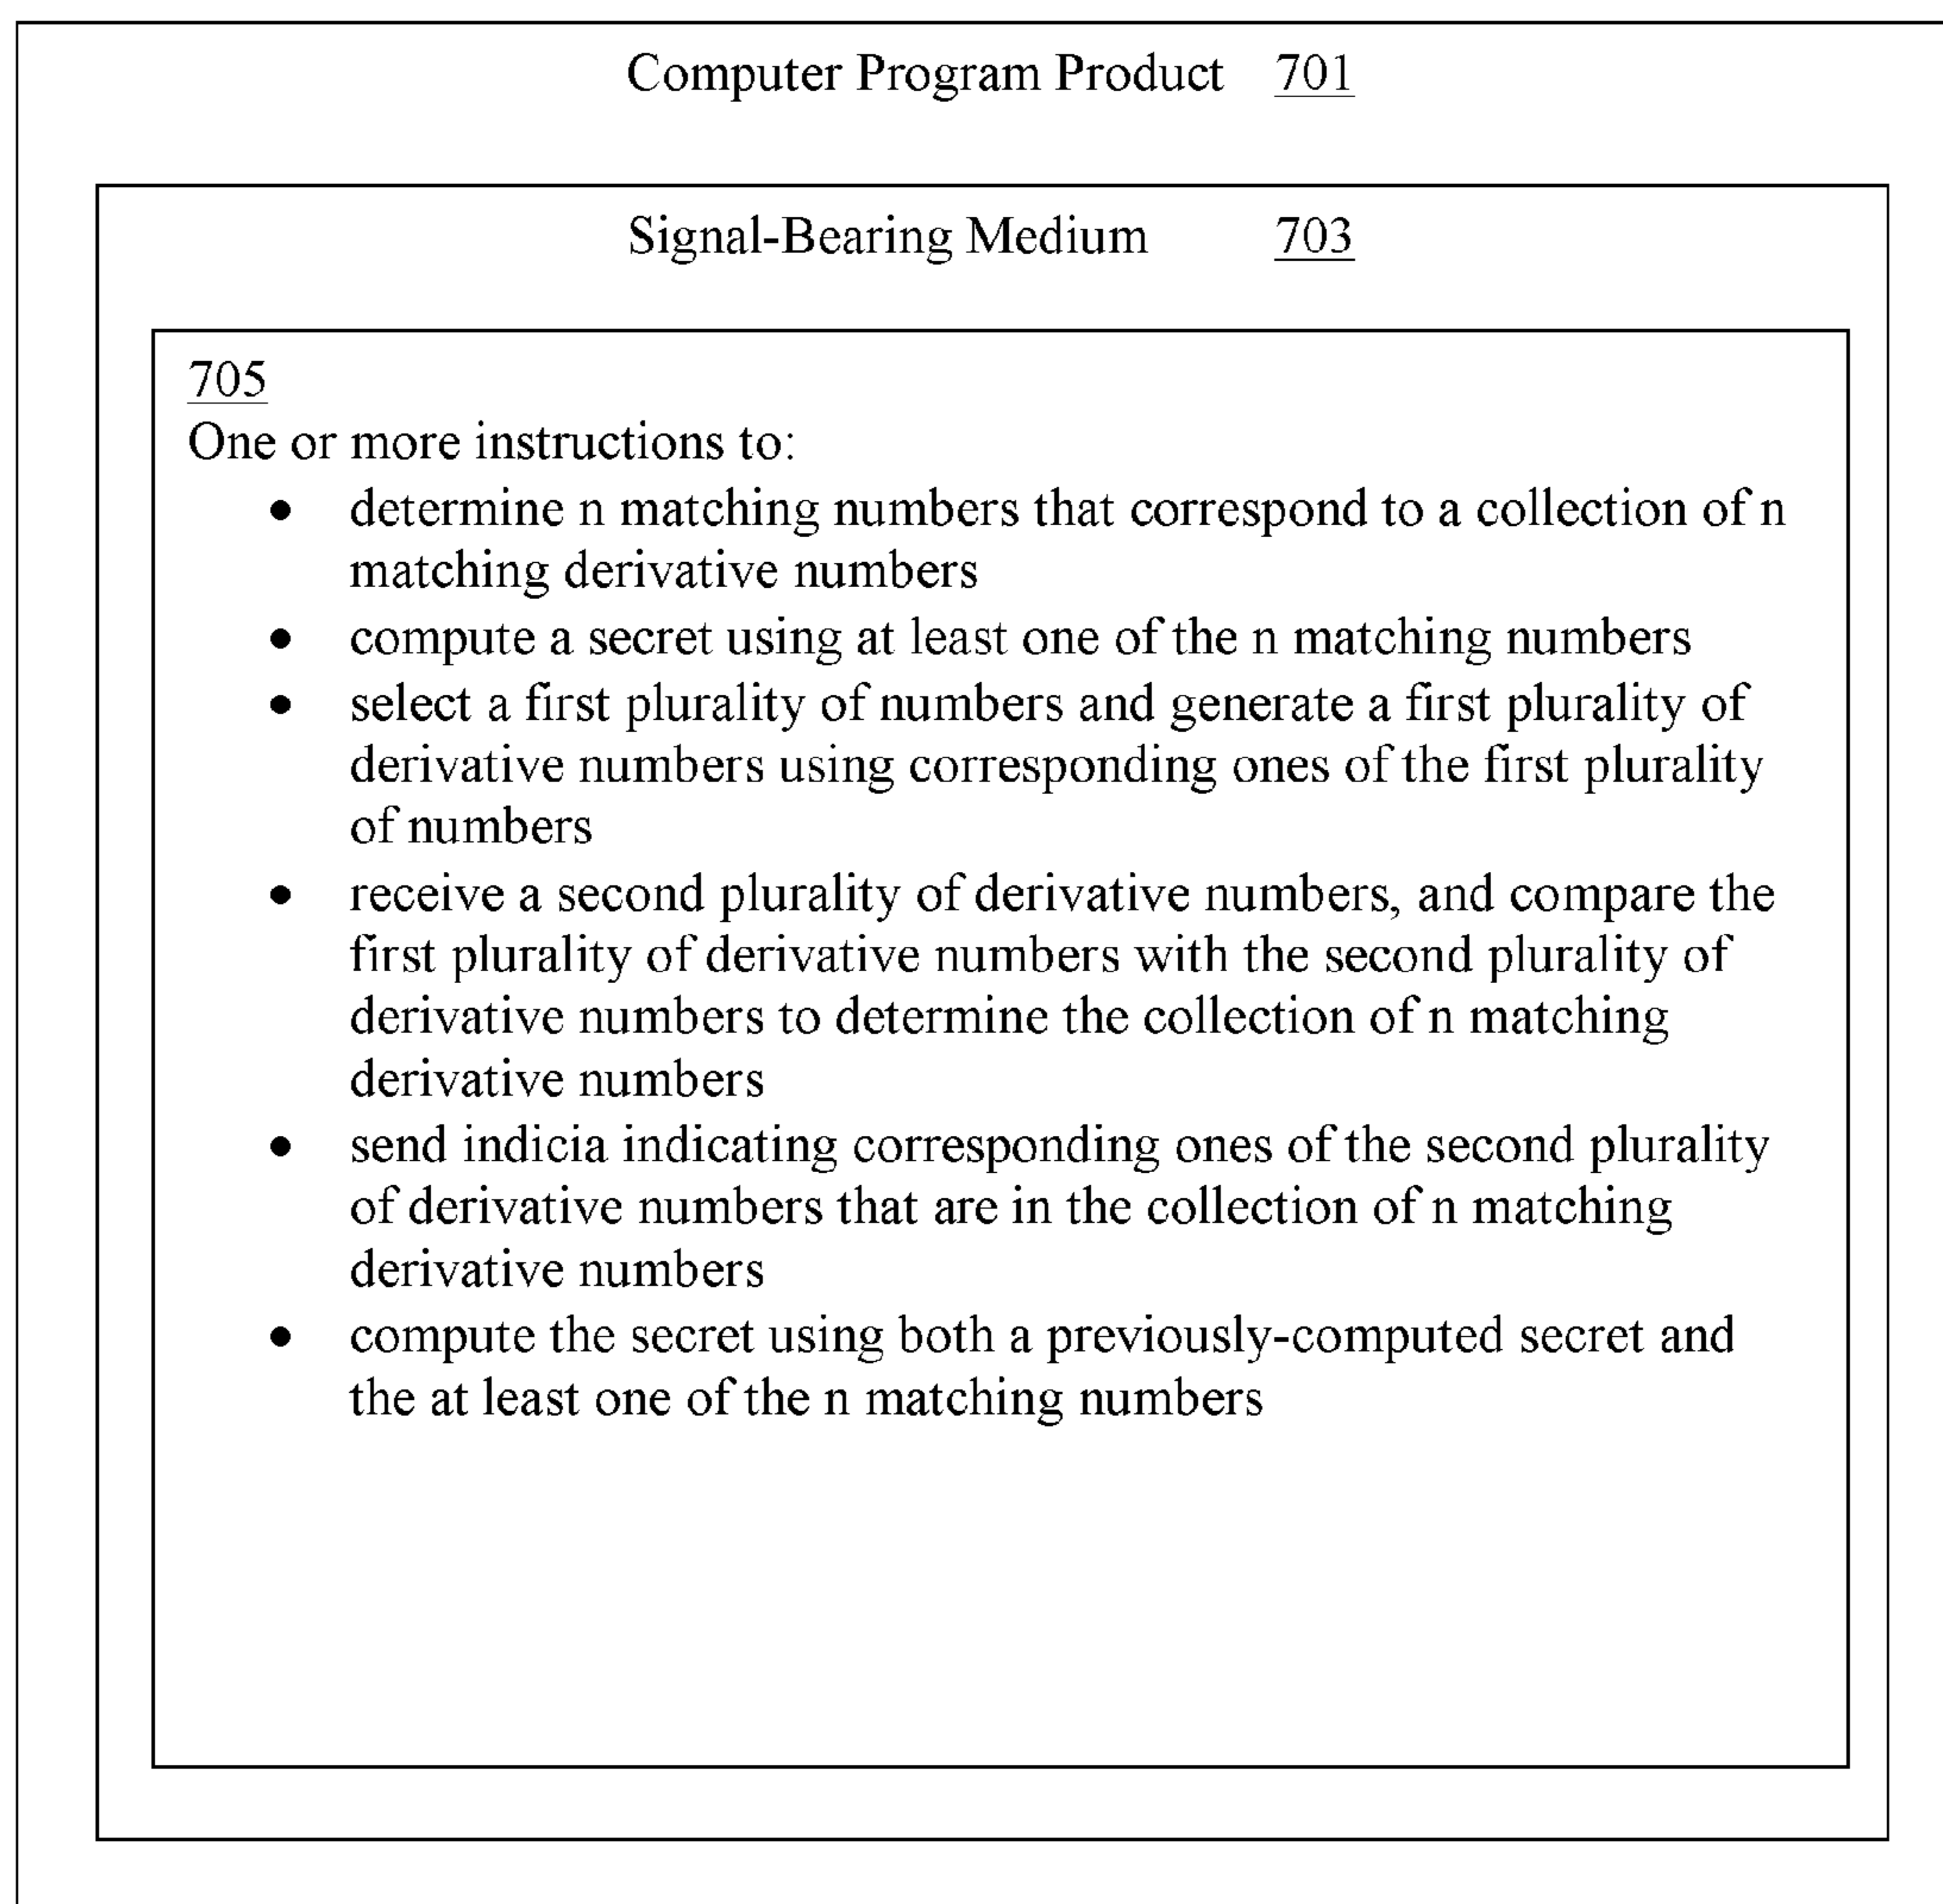 Computer Program Product 701
Signal-Bearing Medium 703
705
One or more instructions to:
• determine n matching numbers that correspond to a collection of n
matching derivative numbers
• compute a secret using at least one of the n matching numbers
• select a first plurality of numbers and generate a first plurality of
derivative numbers using corresponding ones of the first plurality
of numbers
• receive a second plurality of derivative numbers, and compare the
first plurality of derivative numbers with the second plurality of
derivative numbers to determine the collection of n matching
derivative numbers
• send indicia indicating corresponding ones of the second plurality
of derivative numbers that are in the collection of n matching
derivative numbers
• compute the secret using both a previously-computed secret and
the at least one of the n matching numbers